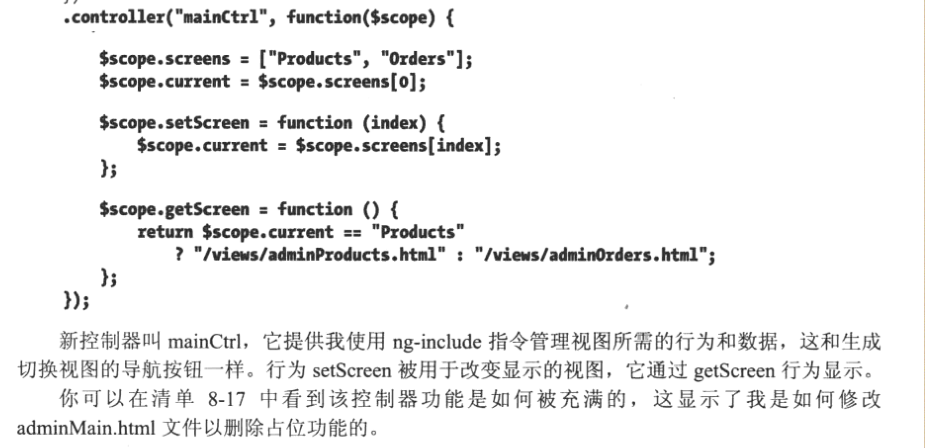 .controller("mainCtrl", function($scope) {
$scope.screens = ["Products", "Orders"];
$scope.current = $scope.screens[0];
$scope.setScreen = function (index) {
$scope.current = $scope.screens[index];
};
$scope.getScreen = function () {
return $scope.current == "Products"
? "/views/adminProducts.html" : "/views/adminOrders.html";
};
});
新控制器叫 mainCtrl，它提供我使用 ng-include 指令管理视图所需的行为和数据，这和生成
切换视图的导航按钮一样。行为 setScreen 被用于改变显示的视图，它通过 getScreen 行为显示。
你可以在清单 8-17 中看到该控制器功能是如何被充满的，这显示了我是如何修改
adminMain.html 文件以删除占位功能的。